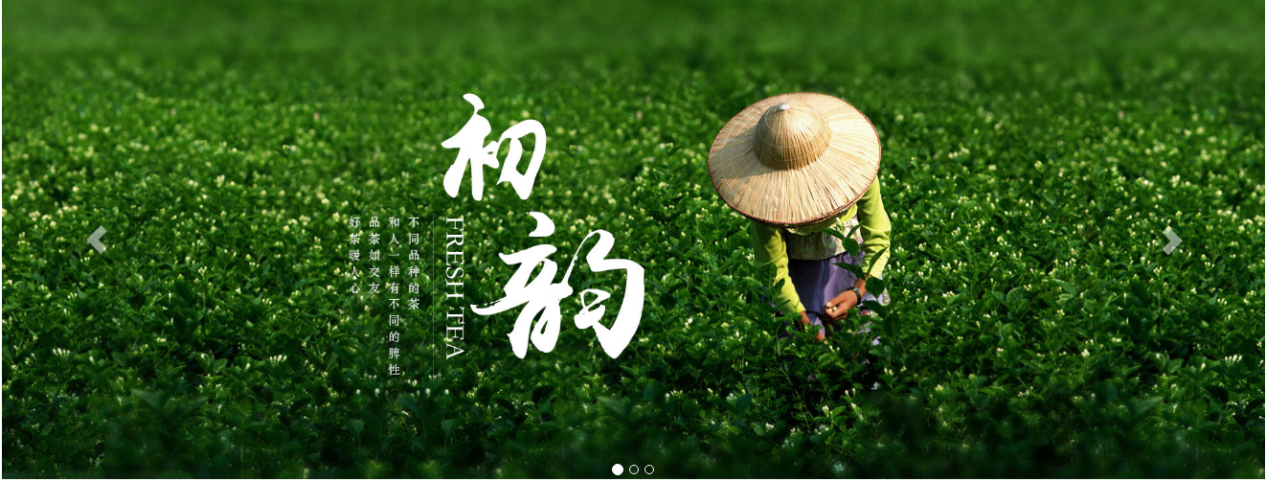 初韵
FRESH TEA
不同品种的茶
和人一样有不同的脾性
品茶如交友
好茶暖人心